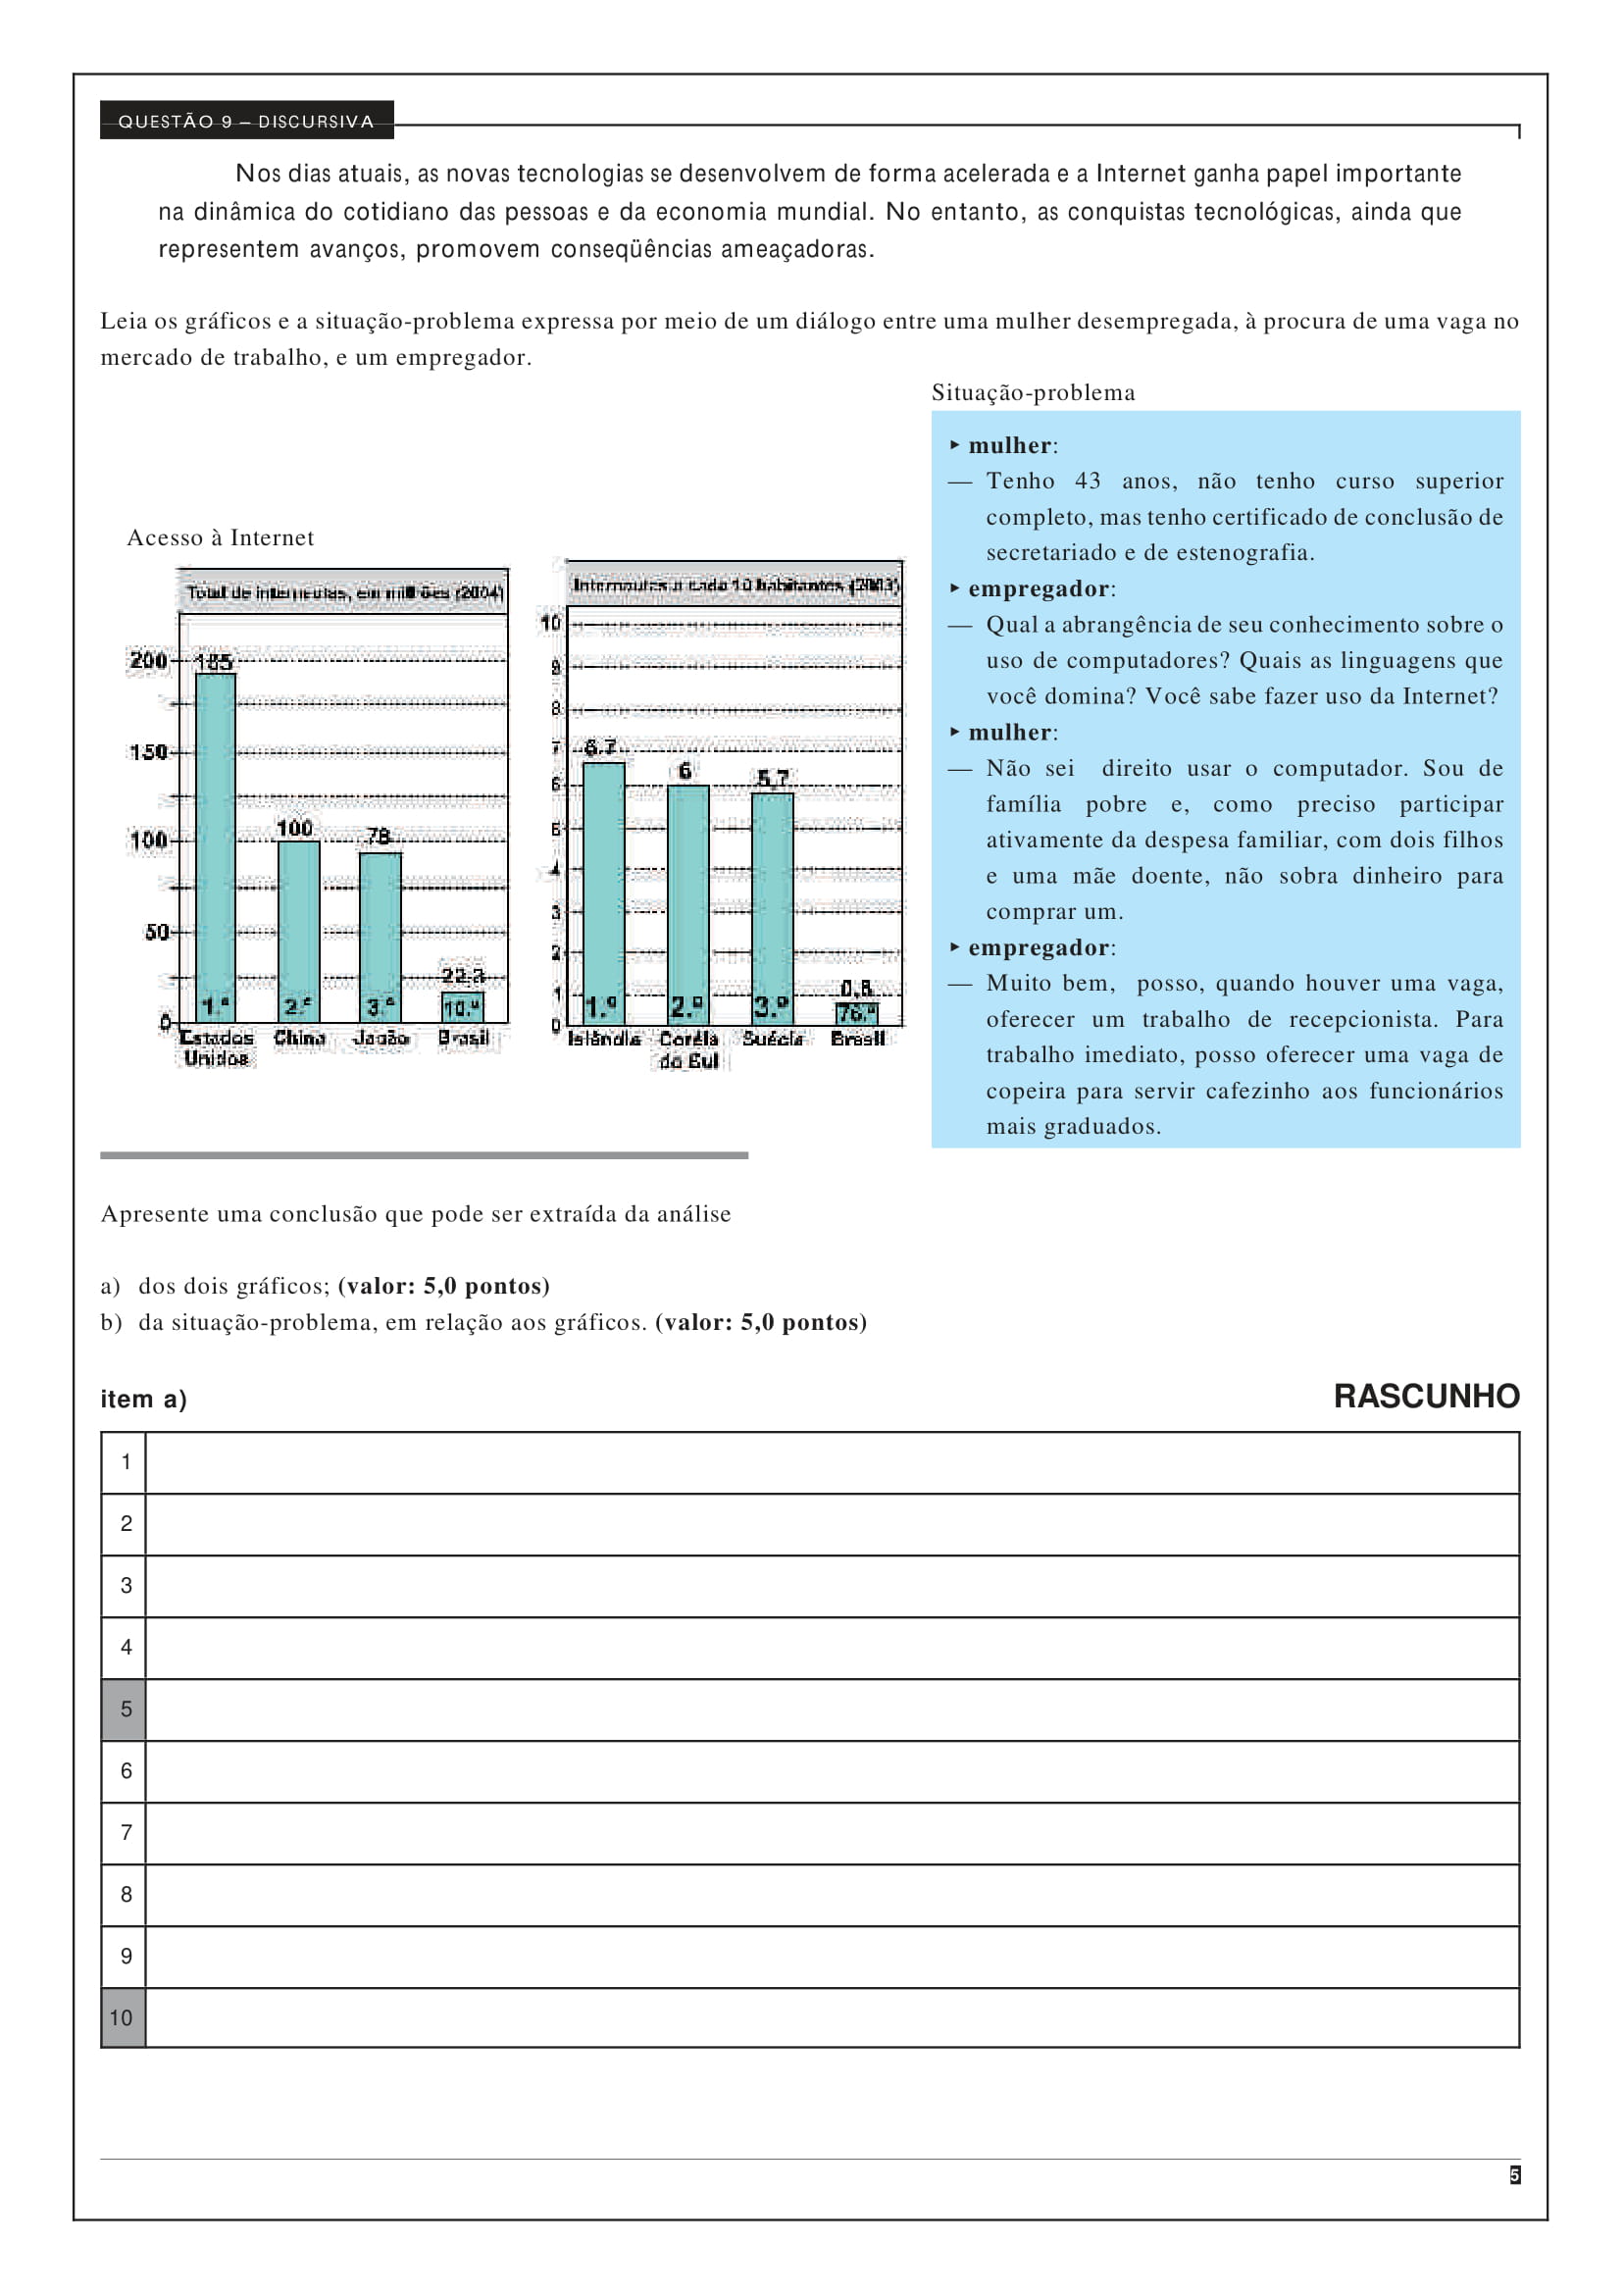 QUESTÃO 9 – DISCURSIVA
Nos dias atuais, as novas tecnologias se desenvolvem de forma acelerada e a Internet ganha papel importante
na dinâmica do cotidiano das pessoas e da economia mundial. No entanto, as conquistas tecnológicas, ainda que
representem avanços, promovem conseqüências ameaçadoras.
Leia os gráficos e a situação-problema expressa por meio de um diálogo entre uma mulher desempregada, à procura de uma vaga no
mercado de trabalho, e um empregador.
Acesso à Internet
Total de internautas, em milhões (2004)
200
150
100
50
0
185
100
78
22,3
1.º
2.º
3.º
10.º
Estados
Unidos
China
Japão
Brasil
Internautas a cada 10 habitantes (2003)
10
9
8
7
6
5
4
3
2
1
0
6,7
6
5,7
0,8
1.º
2.º
3.º
76.º
Islândia
Coréia
do Sul
Suécia
Brasil
Situação-problema
▸ mulher:
— Tenho 43 anos, não tenho curso superior
completo, mas tenho certificado de conclusão de
secretariado e de estenografia.
▸ empregador:
— Qual a abrangência de seu conhecimento sobre o
uso de computadores? Quais as linguagens que
você domina? Você sabe fazer uso da Internet?
▸ mulher:
— Não sei direito usar o computador. Sou de
família pobre e, como preciso participar
ativamente da despesa familiar, com dois filhos
e uma mãe doente, não sobra dinheiro para
comprar um.
▸ empregador:
— Muito bem, posso, quando houver uma vaga,
oferecer um trabalho de recepcionista. Para
trabalho imediato, posso oferecer uma vaga de
copeira para servir cafezinho aos funcionários
mais graduados.
Apresente uma conclusão que pode ser extraída da análise
a) dos dois gráficos; (valor: 5,0 pontos)
b) da situação-problema, em relação aos gráficos. (valor: 5,0 pontos)
item a)
RASCUNHO
1
2
3
4
5
6
7
8
9
10
5